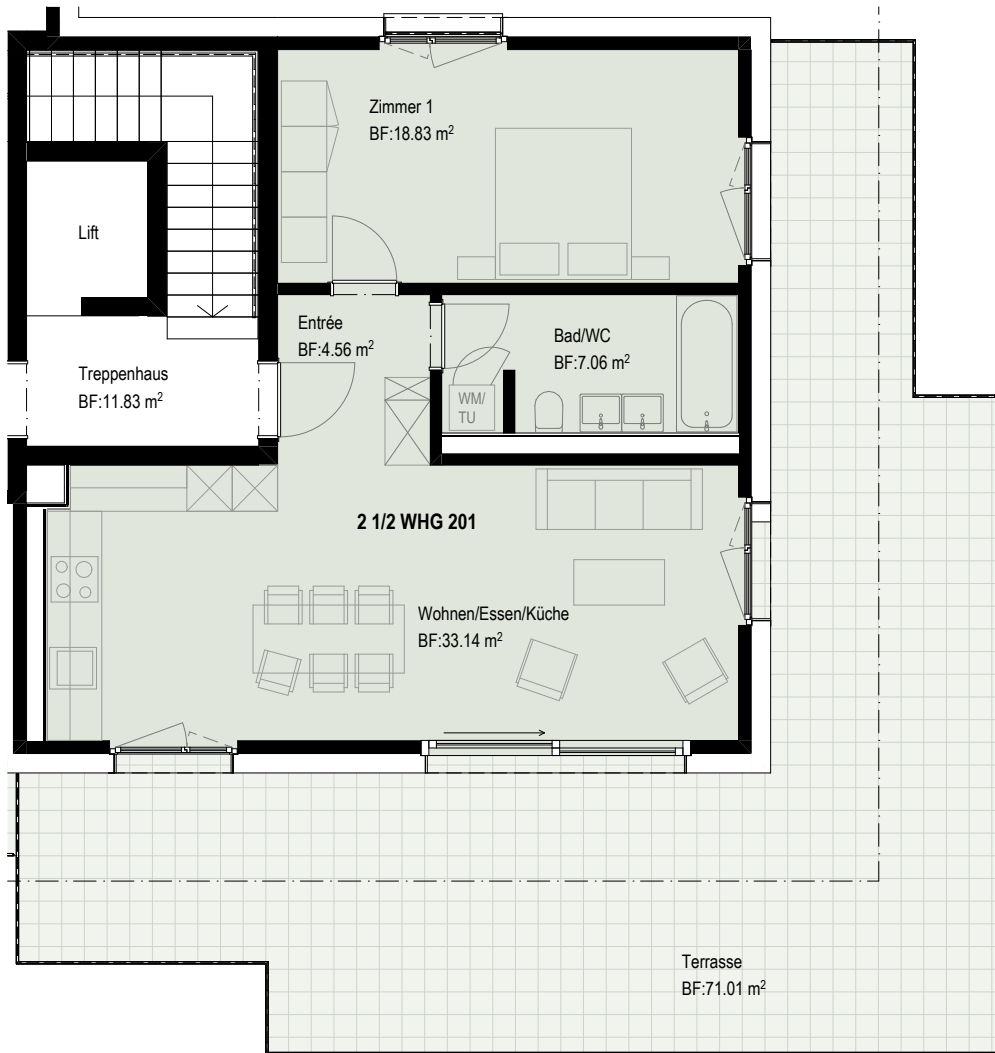 Zimmer 1
BF:18.83 m²
Lift
Entrée
BF:4.56 m²
Bad/WC
BF:7.06 m²
Treppenhaus
BF:11.83 m²
WM/
TU
2 1/2 WHG 201
Wohnen/Essen/Küche
BF:33.14 m²
Terrasse
BF:71.01 m²